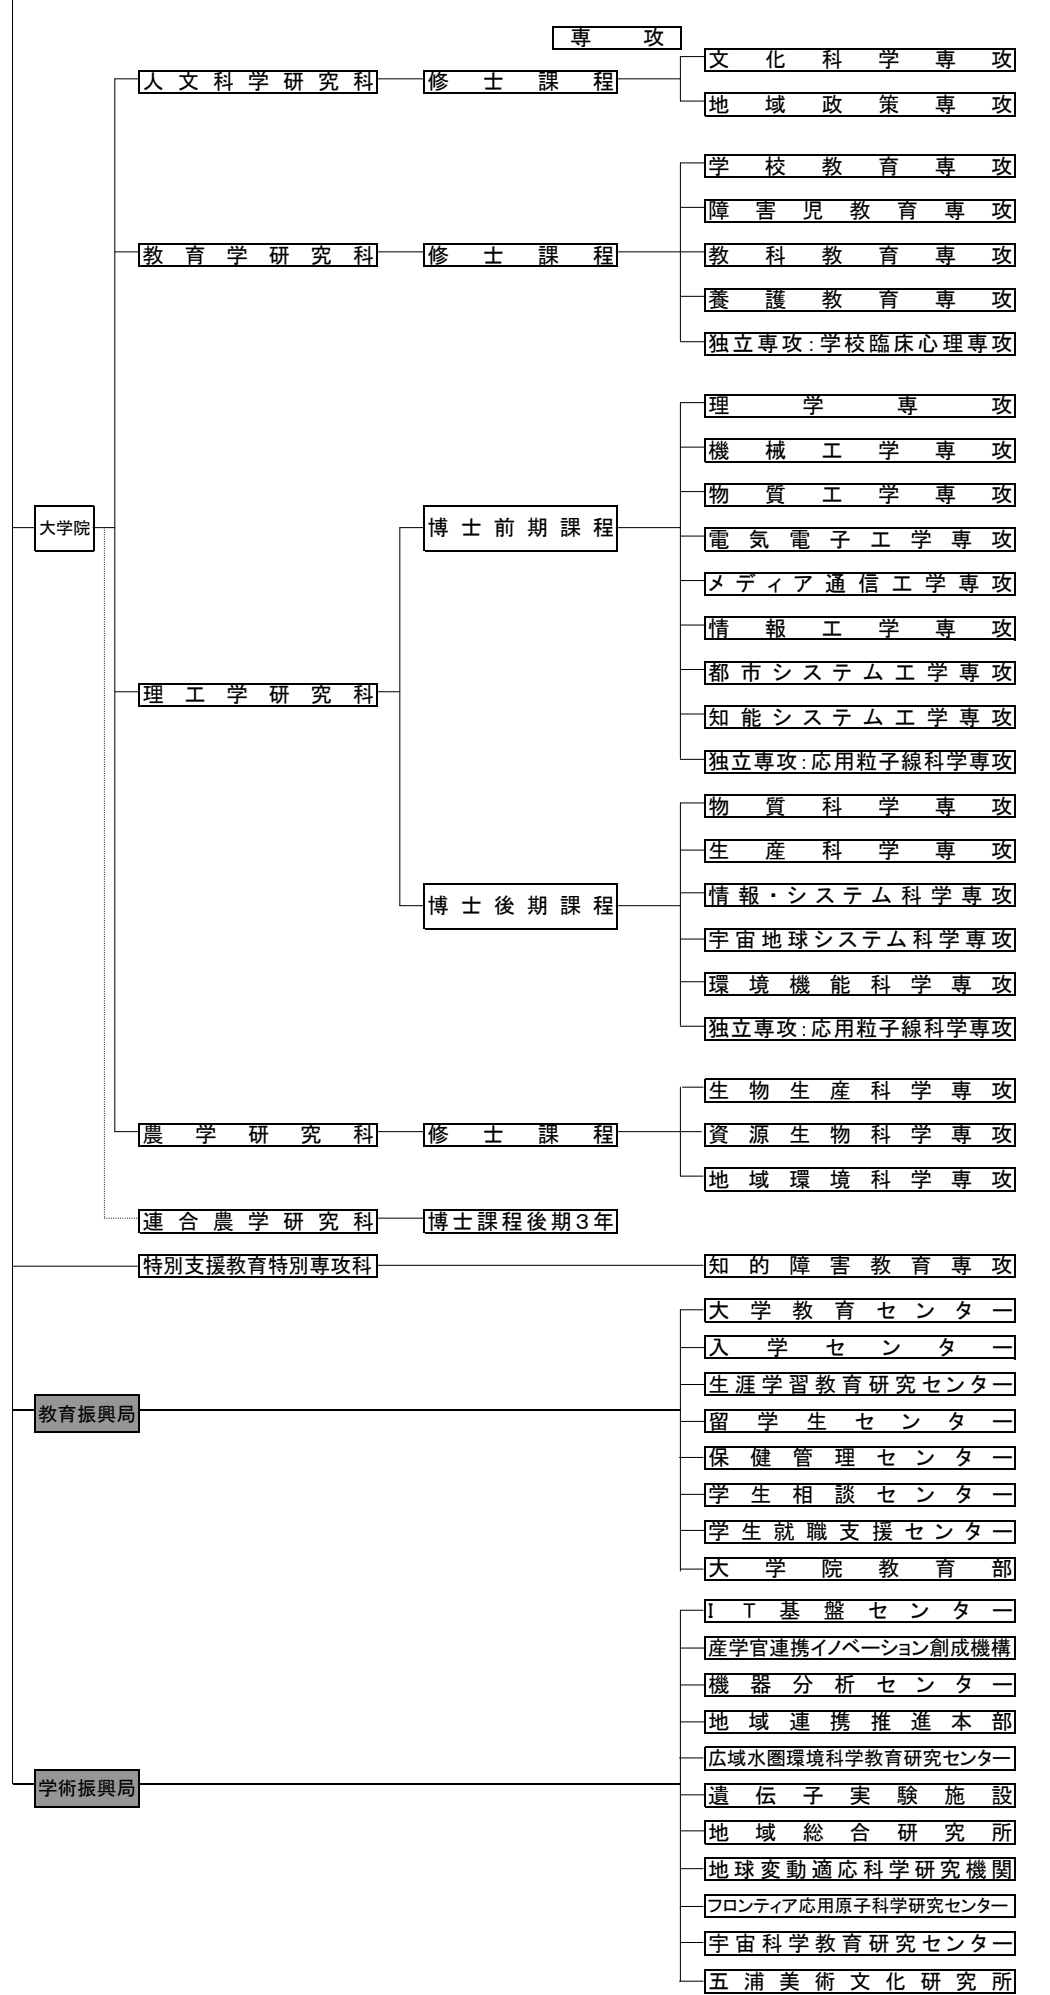 専攻
人文科学研究科 修士課程 文化科学専攻
地域政策専攻
学校教育専攻
障害児教育専攻
教育学研究科 修士課程 教科教育専攻
養護教育専攻
独立専攻:学校臨床心理専攻
理学専攻
機械工学専攻
物質工学専攻
大学院 博士前期課程 電気電子工学専攻
メディア通信工学専攻
情報工学専攻
都市システム工学専攻
理工学研究科 知能システム工学専攻
独立専攻:応用粒子線科学専攻
物質科学専攻
生産科学専攻
博士後期課程 情報・システム科学専攻
宇宙地球システム科学専攻
環境機能科学専攻
独立専攻:応用粒子線科学専攻
生物生産科学専攻
農学研究科 修士課程 資源生物科学専攻
地域環境科学専攻
連合農学研究科 博士課程後期3年
特別支援教育特別専攻科 知的障害教育専攻
大学教育センター
入学センター
生涯学習教育研究センター
教育振興局 留学生センター
保健管理センター
学生相談センター
学生就職支援センター
大学院教育部
IT基盤センター
産学官連携イノベーション創成機構
機器分析センター
地域連携推進本部
広域水圏環境科学教育研究センター
学術振興局 遺伝子実験施設
地域総合研究所
地球変動適応科学研究機関
フロンティア応用原子科学研究センター
宇宙科学教育研究センター
五浦美術文化研究所